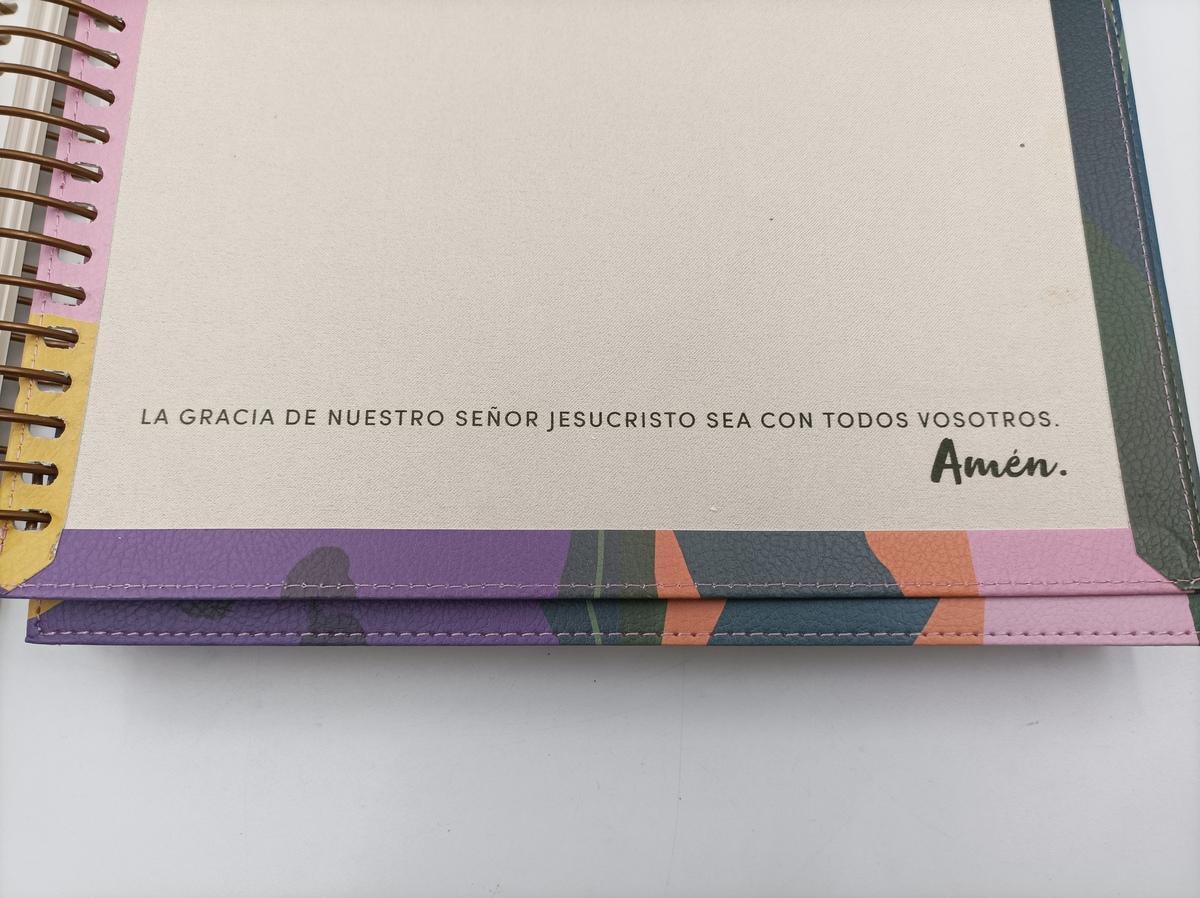 LA GRACIA DE NUESTRO SEÑOR JESUCRISTO SEA CON TODOS VOSOTROS.
Amén.